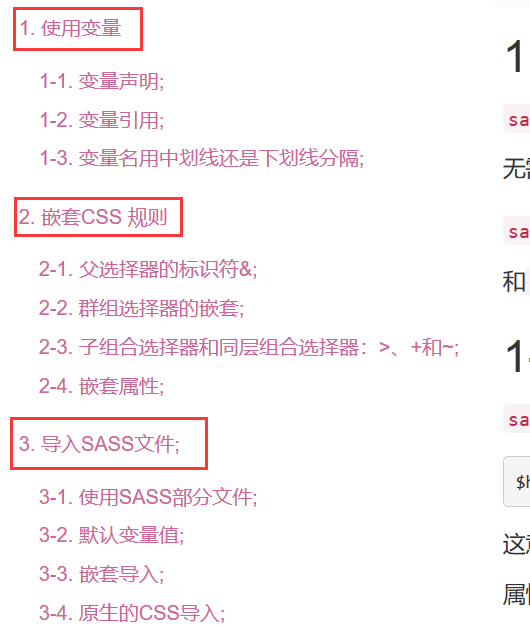 1. 使用变量
1-1. 变量声明;
1-2. 变量引用;
1-3. 变量名用中划线还是下划线分隔;
2. 嵌套CSS 规则
2-1. 父选择器的标识符&;
2-2. 群组选择器的嵌套;
2-3. 子组合选择器和同层组合选择器：>、+和~;
2-4. 嵌套属性;
3. 导入SASS文件;
3-1. 使用SASS部分文件;
3-2. 默认变量值;
3-3. 嵌套导入;
3-4. 原生的CSS导入;
1
sa
无
sa
和
1
sa
这
属